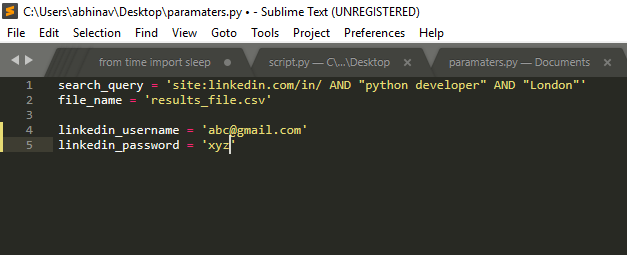 C:\Users\abhinav\Desktop\paramaters.py • - Sublime Text (UNREGISTERED)
File Edit Selection Find View Goto Tools Project Preferences Help
from time import sleep script.py — C:\...\Desktop paramaters.py — Documents
1 search_query = 'site:linkedin.com/in/ AND "python developer" AND "London"'
2 file_name = 'results_file.csv'
3
4 linkedin_username = 'abc@gmail.com'
5 linkedin_password = 'xyz'